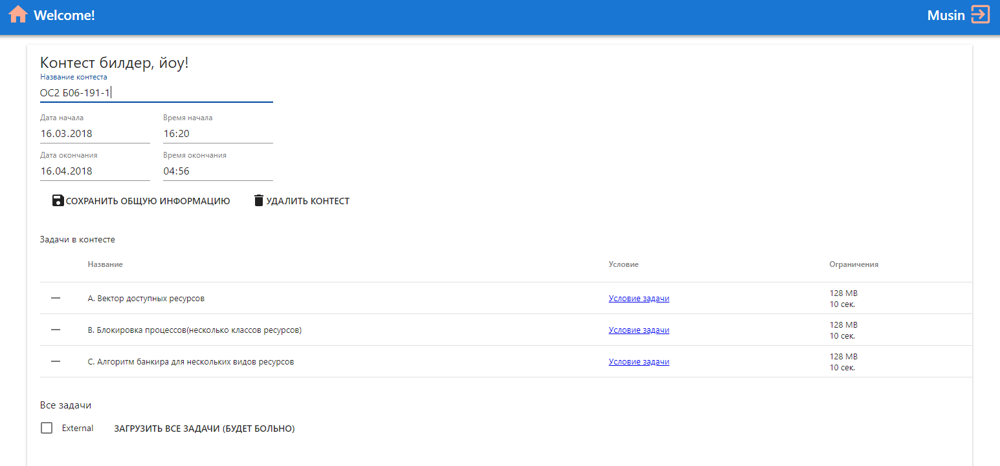 Welcome!
Musin
Контест билдер, йоу!
Название контеста
ОС2 Б06-191-1
Дата начала Время начала
16.03.2018 16:20
Дата окончания Время окончания
16.04.2018 04:56
СОХРАНИТЬ ОБЩУЮ ИНФОРМАЦИЮ УДАЛИТЬ КОНТЕСТ
Задачи в контесте
Название Условие Ограничения
A. Вектор доступных ресурсов Условие задачи 128 MB
10 сек.
B. Блокировка процессов(несколько классов ресурсов) Условие задачи 128 MB
10 сек.
C. Алгоритм банкира для нескольких видов ресурсов Условие задачи 128 MB
10 сек.
Все задачи
External ЗАГРУЗИТЬ ВСЕ ЗАДАЧИ (БУДЕТ БОЛЬНО)